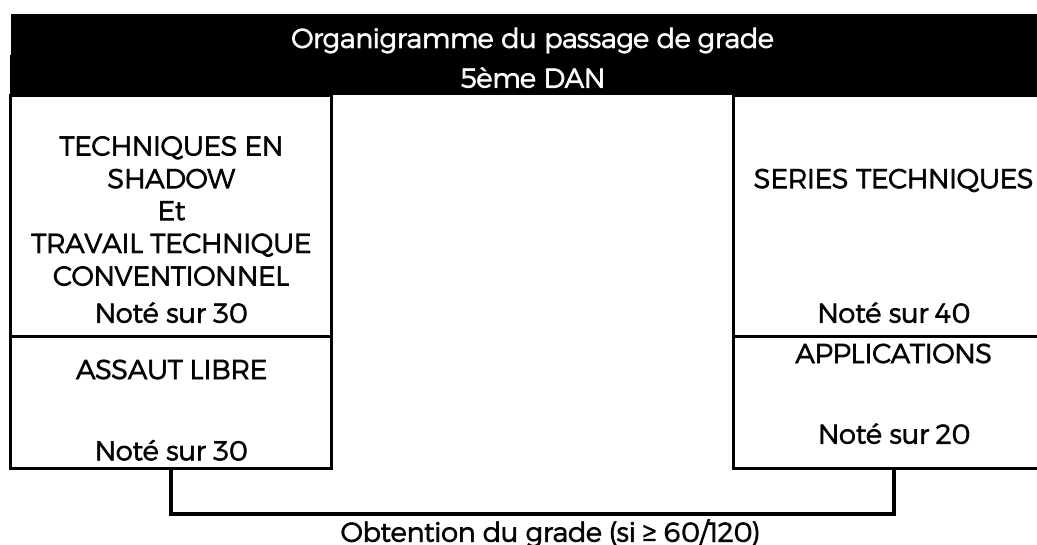 Organigramme du passage de grade
5ème DAN
TECHNIQUES EN
SHADOW
Et
TRAVAIL TECHNIQUE
CONVENTIONNEL
Noté sur 30
SERIES TECHNIQUES
Noté sur 40
ASSAUT LIBRE
Noté sur 30
APPLICATIONS
Noté sur 20
Obtention du grade (si ≥ 60/120)